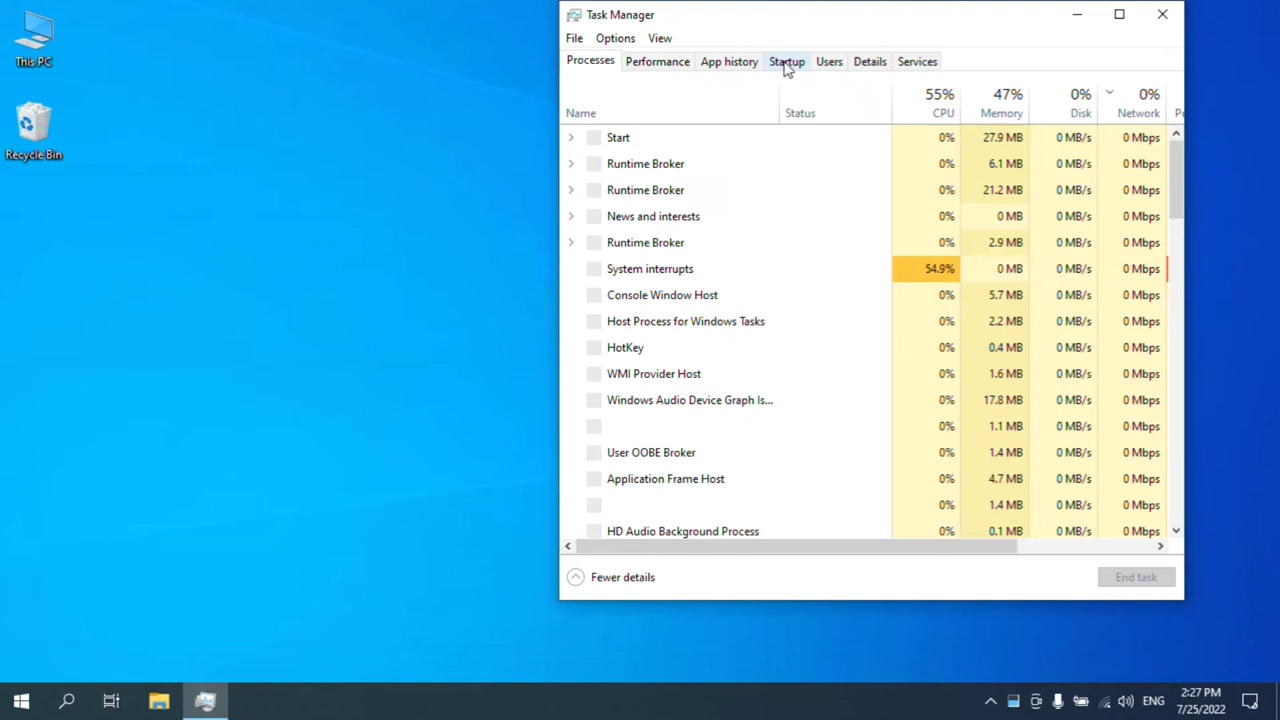 This PC
Recycle Bin
Task Manager
File Options View
Processes Performance App history Startup Users Details Services
55% 47% 0% 0%
Name Status CPU Memory Disk Network
Start 0% 27.9 MB 0 MB/s 0 Mbps
Runtime Broker 0% 6.1 MB 0 MB/s 0 Mbps
Runtime Broker 0% 21.2 MB 0 MB/s 0 Mbps
News and interests 0% 0 MB 0 MB/s 0 Mbps
Runtime Broker 0% 2.9 MB 0 MB/s 0 Mbps
System interrupts 54.9% 0 MB 0 MB/s 0 Mbps
Console Window Host 0% 5.7 MB 0 MB/s 0 Mbps
Host Process for Windows Tasks 0% 2.2 MB 0 MB/s 0 Mbps
HotKey 0% 0.4 MB 0 MB/s 0 Mbps
WMI Provider Host 0% 1.6 MB 0 MB/s 0 Mbps
Windows Audio Device Graph Is... 0% 17.8 MB 0 MB/s 0 Mbps
0% 1.1 MB 0 MB/s 0 Mbps
User OOBE Broker 0% 1.4 MB 0 MB/s 0 Mbps
Application Frame Host 0% 4.7 MB 0 MB/s 0 Mbps
0% 1.4 MB 0 MB/s 0 Mbps
HD Audio Background Process 0% 0.1 MB 0 MB/s 0 Mbps
Fewer details End task
ENG
2:27 PM
7/25/2022